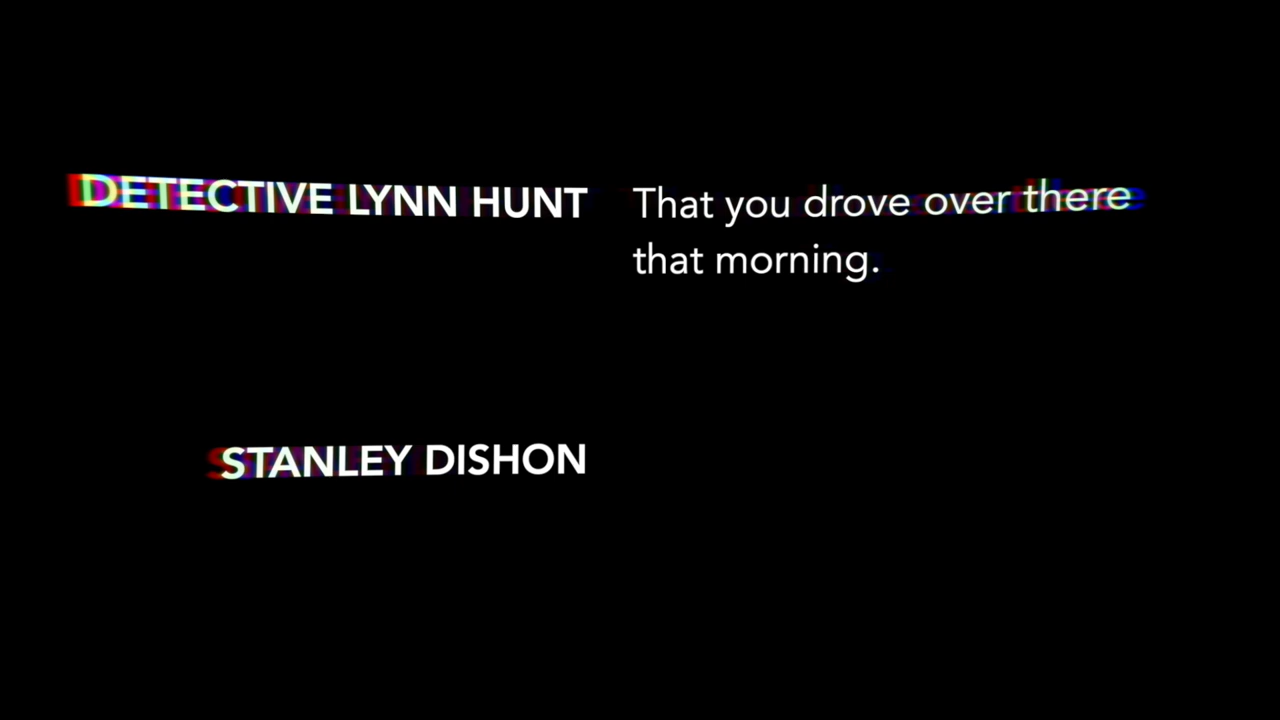 DETECTIVE LYNN HUNT That you drove over there
that morning.
STANLEY DISHON